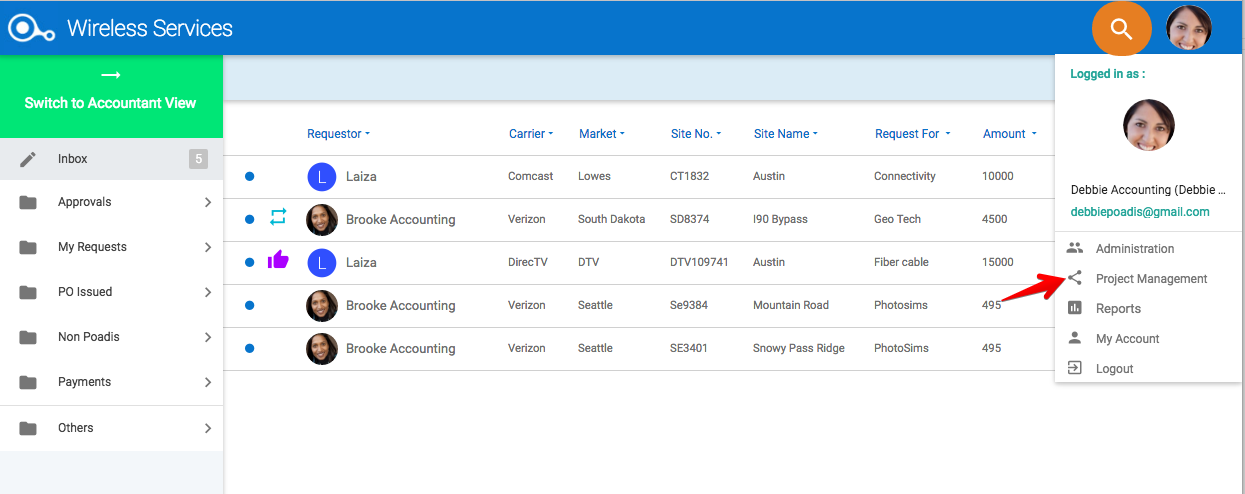 Wireless Services
Switch to Accountant View
Inbox 5
Approvals
My Requests
PO Issued
Non Poadis
Payments
Others
Requestor Carrier Market Site No. Site Name Request For Amount
L Laiza Comcast Lowes CT1832 Austin Connectivity 10000
Brooke Accounting Verizon South Dakota SD8374 I90 Bypass Geo Tech 4500
L Laiza DirecTV DTV DTV109741 Austin Fiber cable 15000
Brooke Accounting Verizon Seattle Se9384 Mountain Road Photosims 495
Brooke Accounting Verizon Seattle SE3401 Snowy Pass Ridge PhotoSims 495
Logged in as :
Debbie Accounting (Debbie ...
debbiepoadis@gmail.com
Administration
Project Management
Reports
My Account
Logout